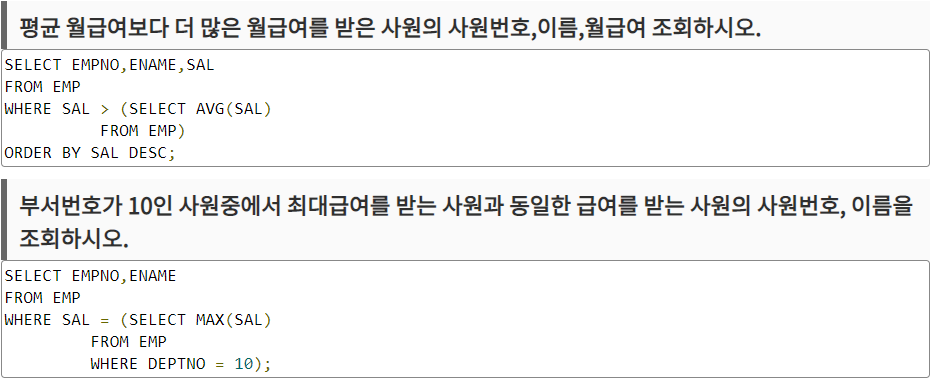 평균 월급여보다 더 많은 월급여를 받은 사원의 사원번호,이름,월급여 조회하시오.
SELECT EMPNO,ENAME,SAL
FROM EMP
WHERE SAL > (SELECT AVG(SAL)
FROM EMP)
ORDER BY SAL DESC;
부서번호가 10인 사원중에서 최대급여를 받는 사원과 동일한 급여를 받는 사원의 사원번호, 이름을
조회하시오.
SELECT EMPNO,ENAME
FROM EMP
WHERE SAL = (SELECT MAX(SAL)
FROM EMP
WHERE DEPTNO = 10);